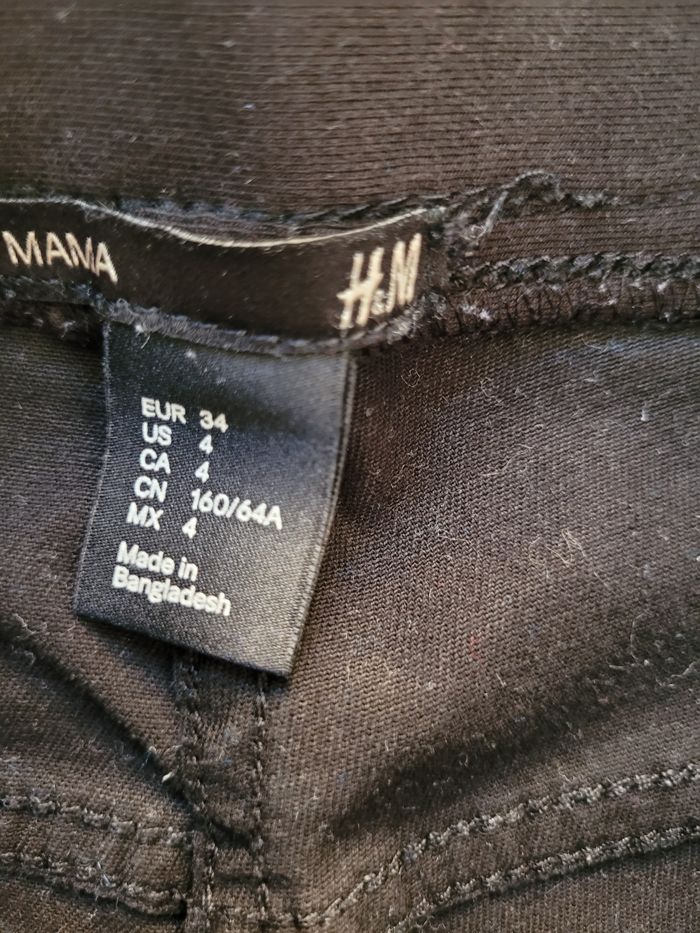 MAMA H&M
EUR 34
US 4
CA 4
CN 160/64A
MX 4
Made in
Bangladesh